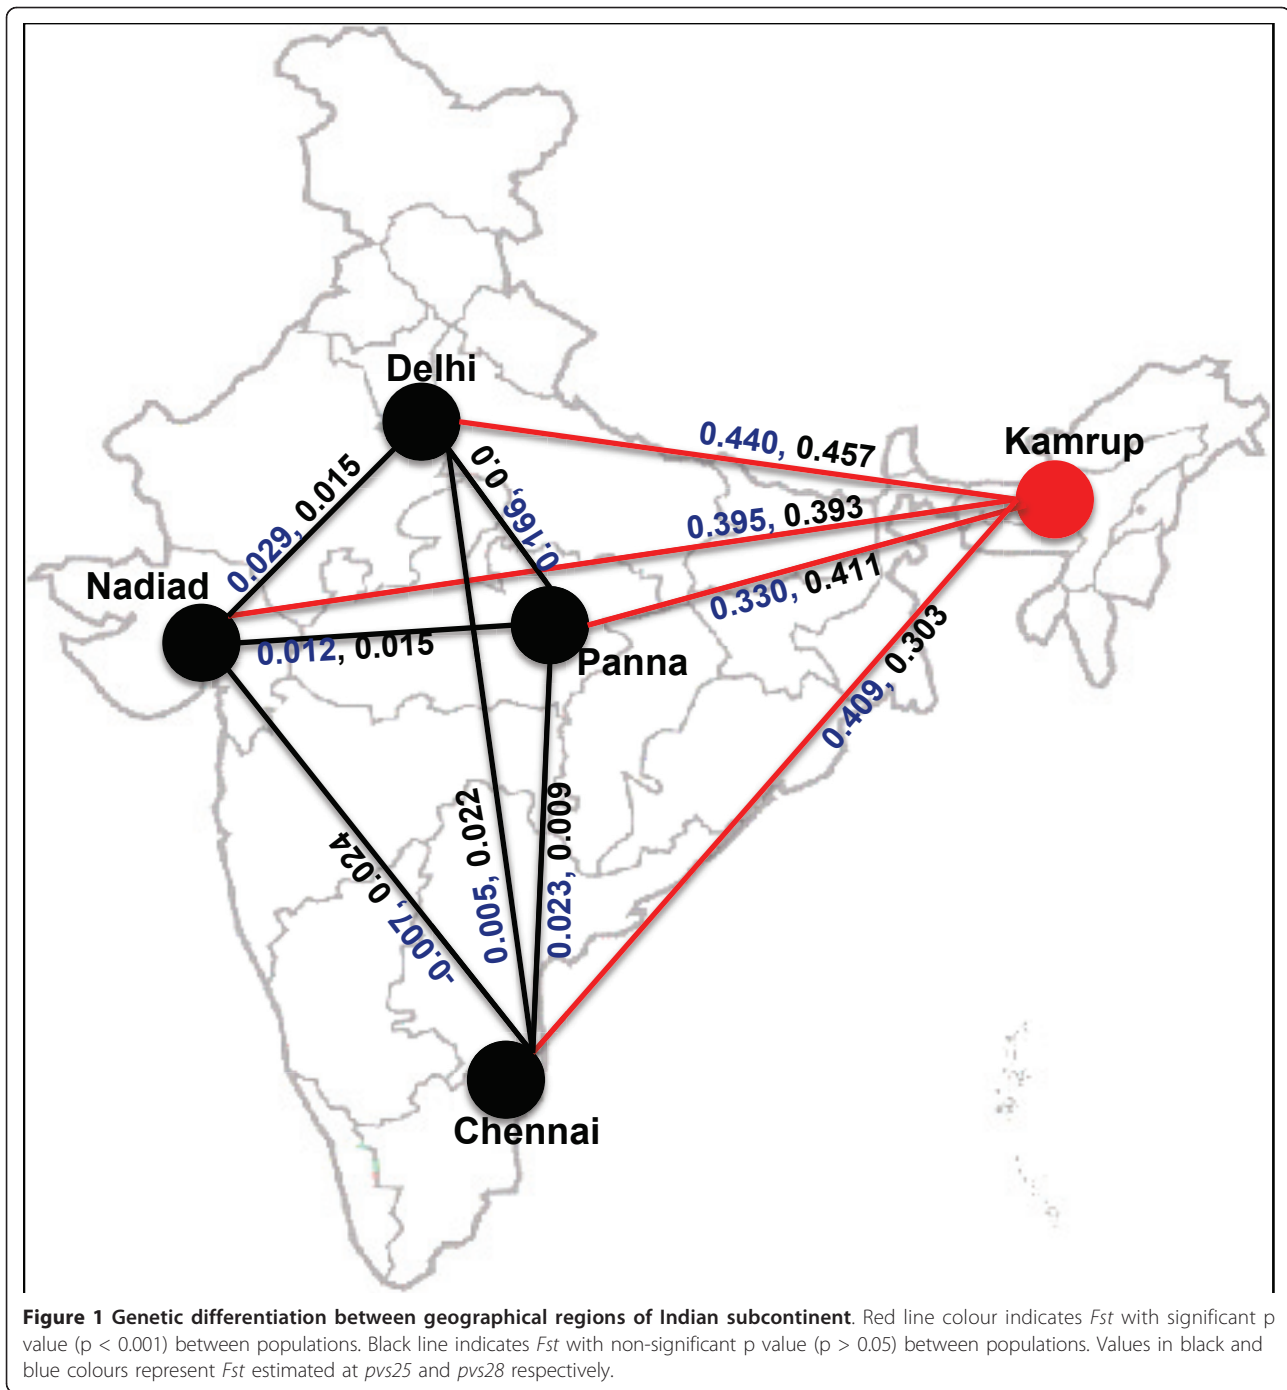 Delhi
Kamrup
0.440, 0.457
0.0
0.166,
0.029, 0.015
0.395, 0.393
Nadiad
0.330, 0.411
0.012, 0.015
Panna
0.409, 0.303
0.024
-0.007,
0.005, 0.022
0.023, 0.009
Chennai
Figure 1 Genetic differentiation between geographical regions of Indian subcontinent. Red line colour indicates Fst with significant p
value (p < 0.001) between populations. Black line indicates Fst with non-significant p value (p > 0.05) between populations. Values in black and
blue colours represent Fst estimated at pvs25 and pvs28 respectively.